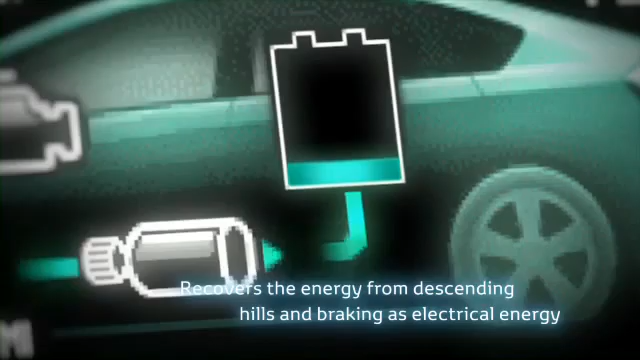 Recovers the energy from descending
hills and braking as electrical energy